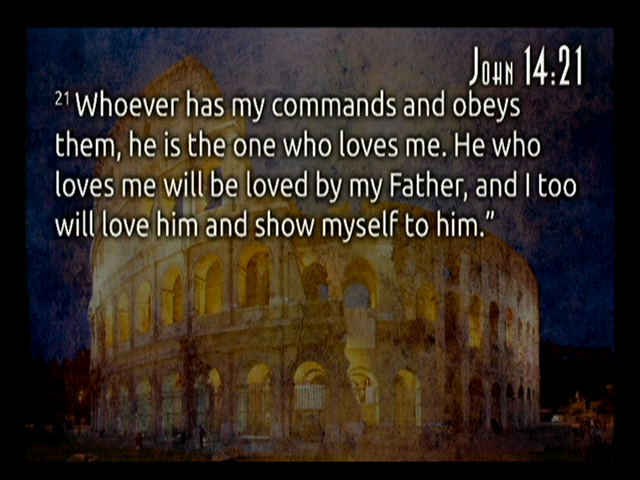 John 14:21
21 Whoever has my commands and obeys
them, he is the one who loves me. He who
loves me will be loved by my Father, and I too
will love him and show myself to him.”